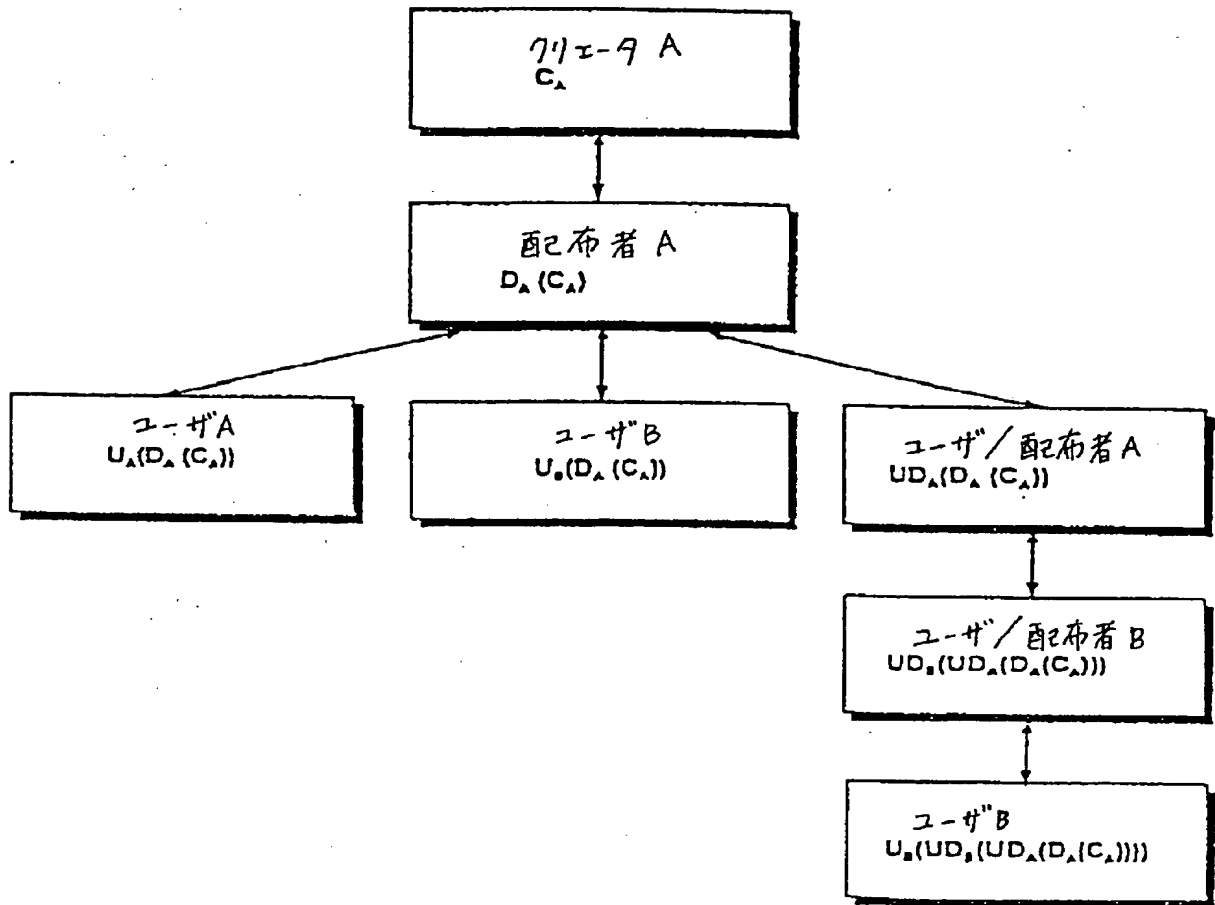 クリエータ A
C_A
配布者 A
D_A (C_A)
ユーザA
U_A(D_A (C_A))
ユーザB
U_B(D_A (C_A))
ユーザ/配布者A
UD_A(D_A (C_A))
ユーザ/配布者B
UD_B(UD_A(D_A(C_A)))
ユーザB
U_B(UD_B(UD_A(D_A(C_A))))